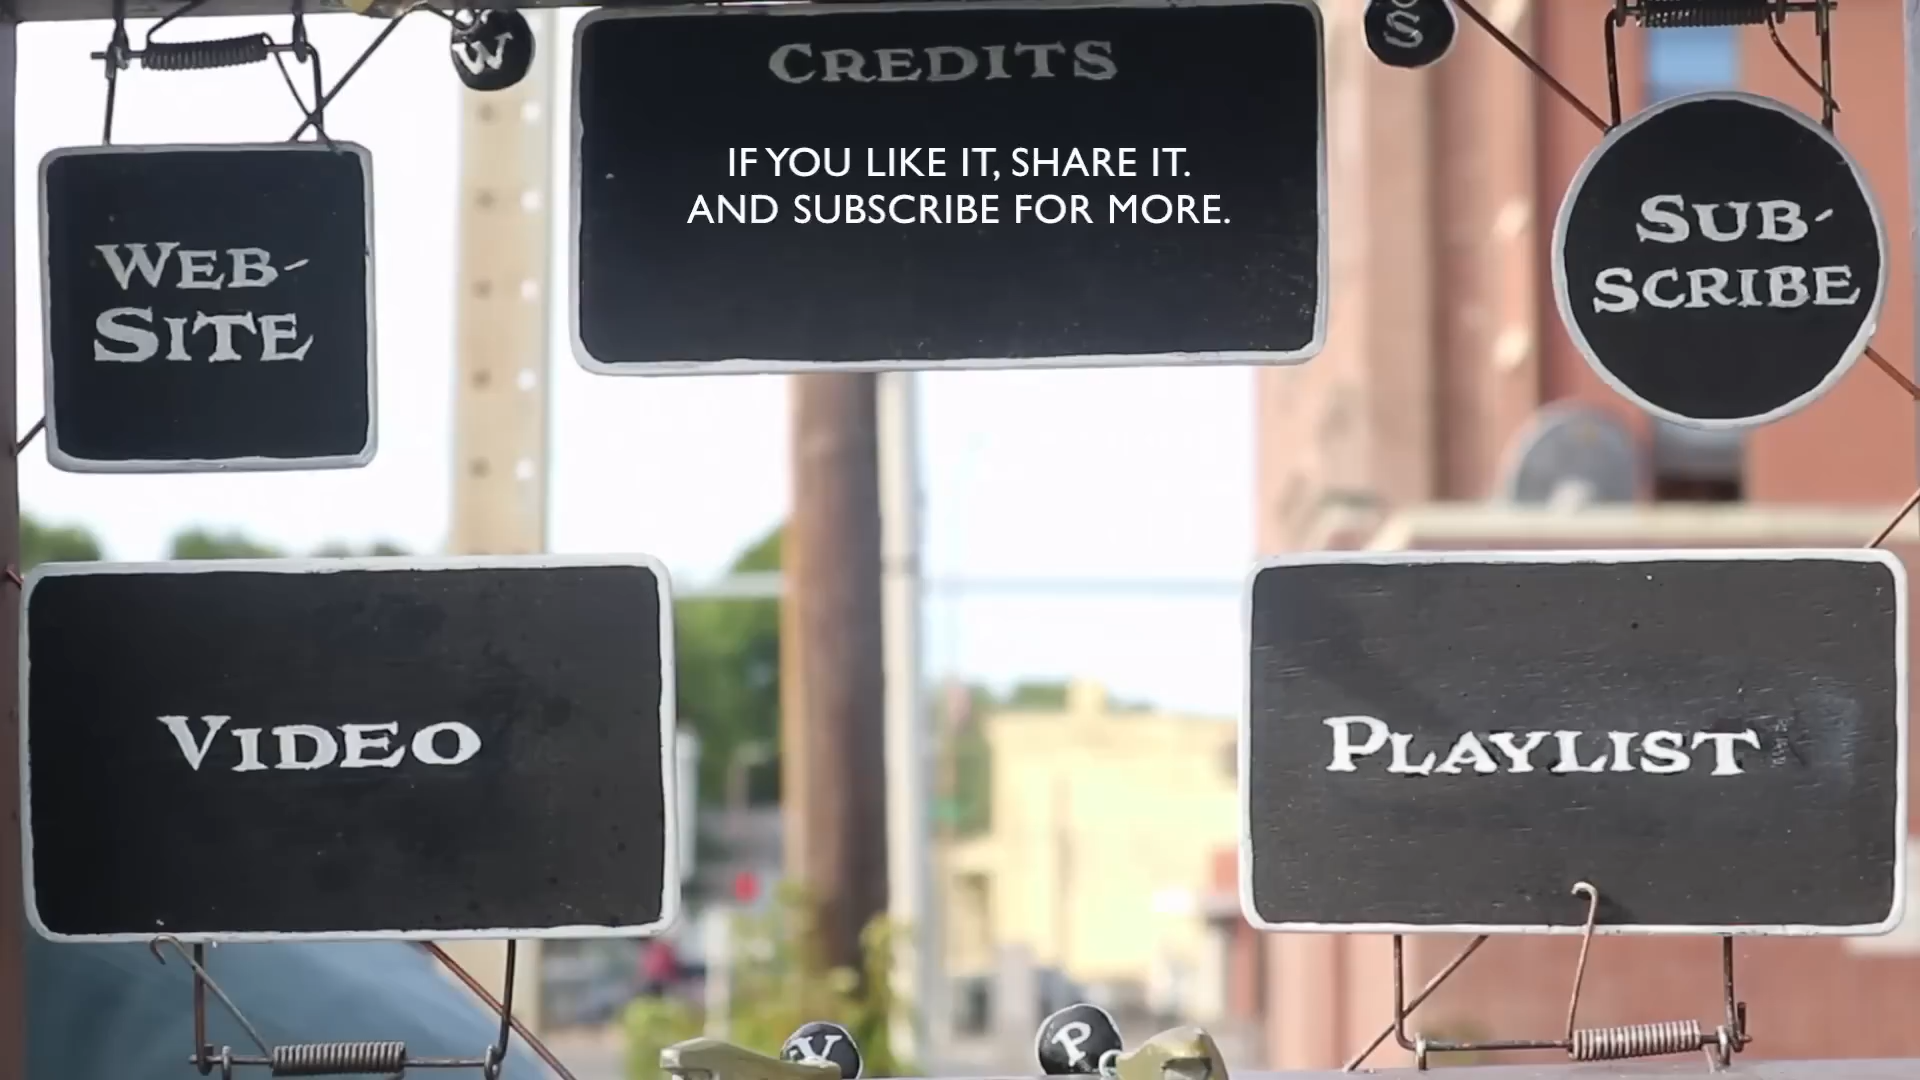 W
S
CREDITS
IF YOU LIKE IT, SHARE IT.
AND SUBSCRIBE FOR MORE.
WEB-
SITE
SUB-
SCRIBE
VIDEO
PLAYLIST
V
P